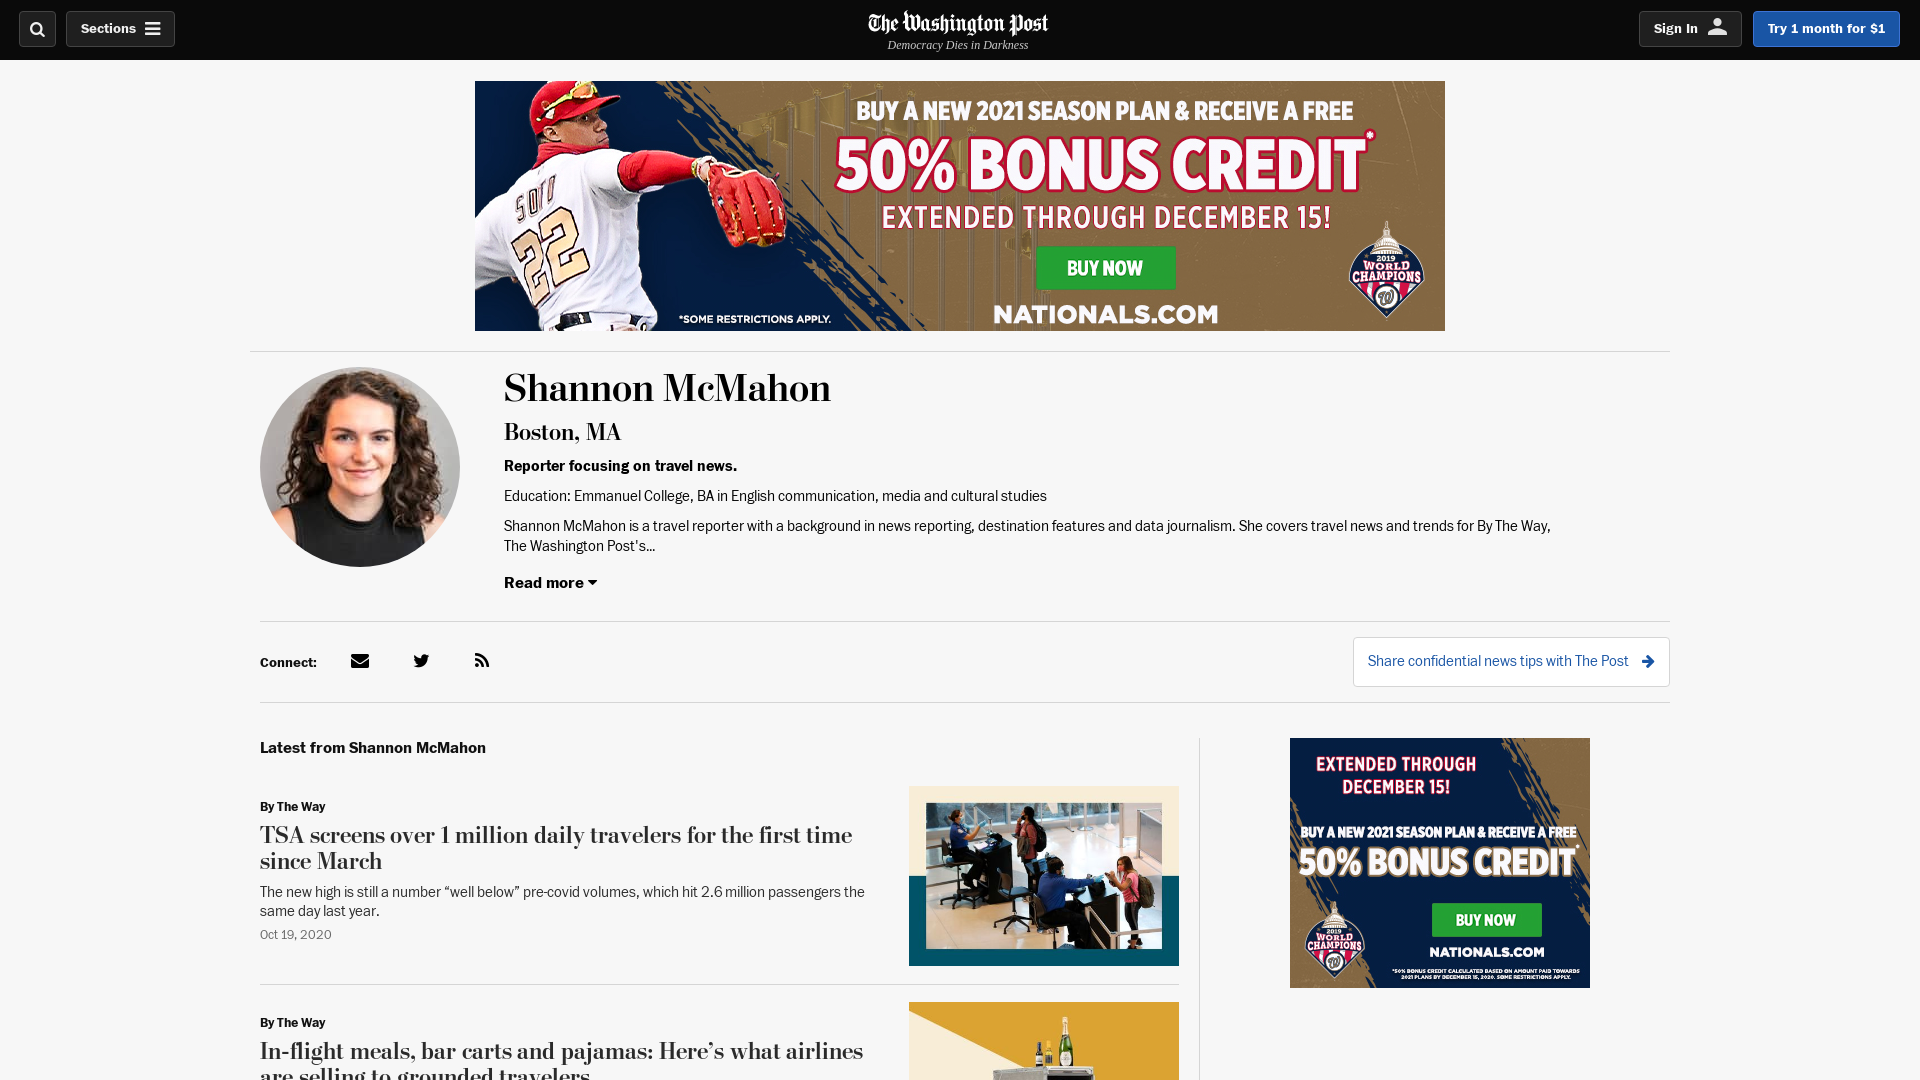 Sections
The Washington Post
Democracy Dies in Darkness
Sign In
Try 1 month for $1
BUY A NEW 2021 SEASON PLAN & RECEIVE A FREE
50% BONUS CREDIT*
EXTENDED THROUGH DECEMBER 15!
BUY NOW
NATIONALS.COM
*SOME RESTRICTIONS APPLY.
SOTO
22
2019
WORLD
CHAMPIONS
W
Shannon McMahon
Boston, MA
Reporter focusing on travel news.
Education: Emmanuel College, BA in English communication, media and cultural studies
Shannon McMahon is a travel reporter with a background in news reporting, destination features and data journalism. She covers travel news and trends for By The Way,
The Washington Post's...
Read more
Connect:
Share confidential news tips with The Post
Latest from Shannon McMahon
By The Way
TSA screens over 1 million daily travelers for the first time
since March
The new high is still a number “well below” pre-covid volumes, which hit 2.6 million passengers the
same day last year.
Oct 19, 2020
By The Way
In-flight meals, bar carts and pajamas: Here’s what airlines
are selling to grounded travelers
EXTENDED THROUGH
DECEMBER 15!
BUY A NEW 2021 SEASON PLAN & RECEIVE A FREE
50% BONUS CREDIT*
BUY NOW
NATIONALS.COM
2019
WORLD
CHAMPIONS
W
*50% BONUS CREDIT CALCULATED BASED ON AMOUNT PAID TOWARDS
2021 PLANS BY DECEMBER 15, 2020. SOME RESTRICTIONS APPLY.